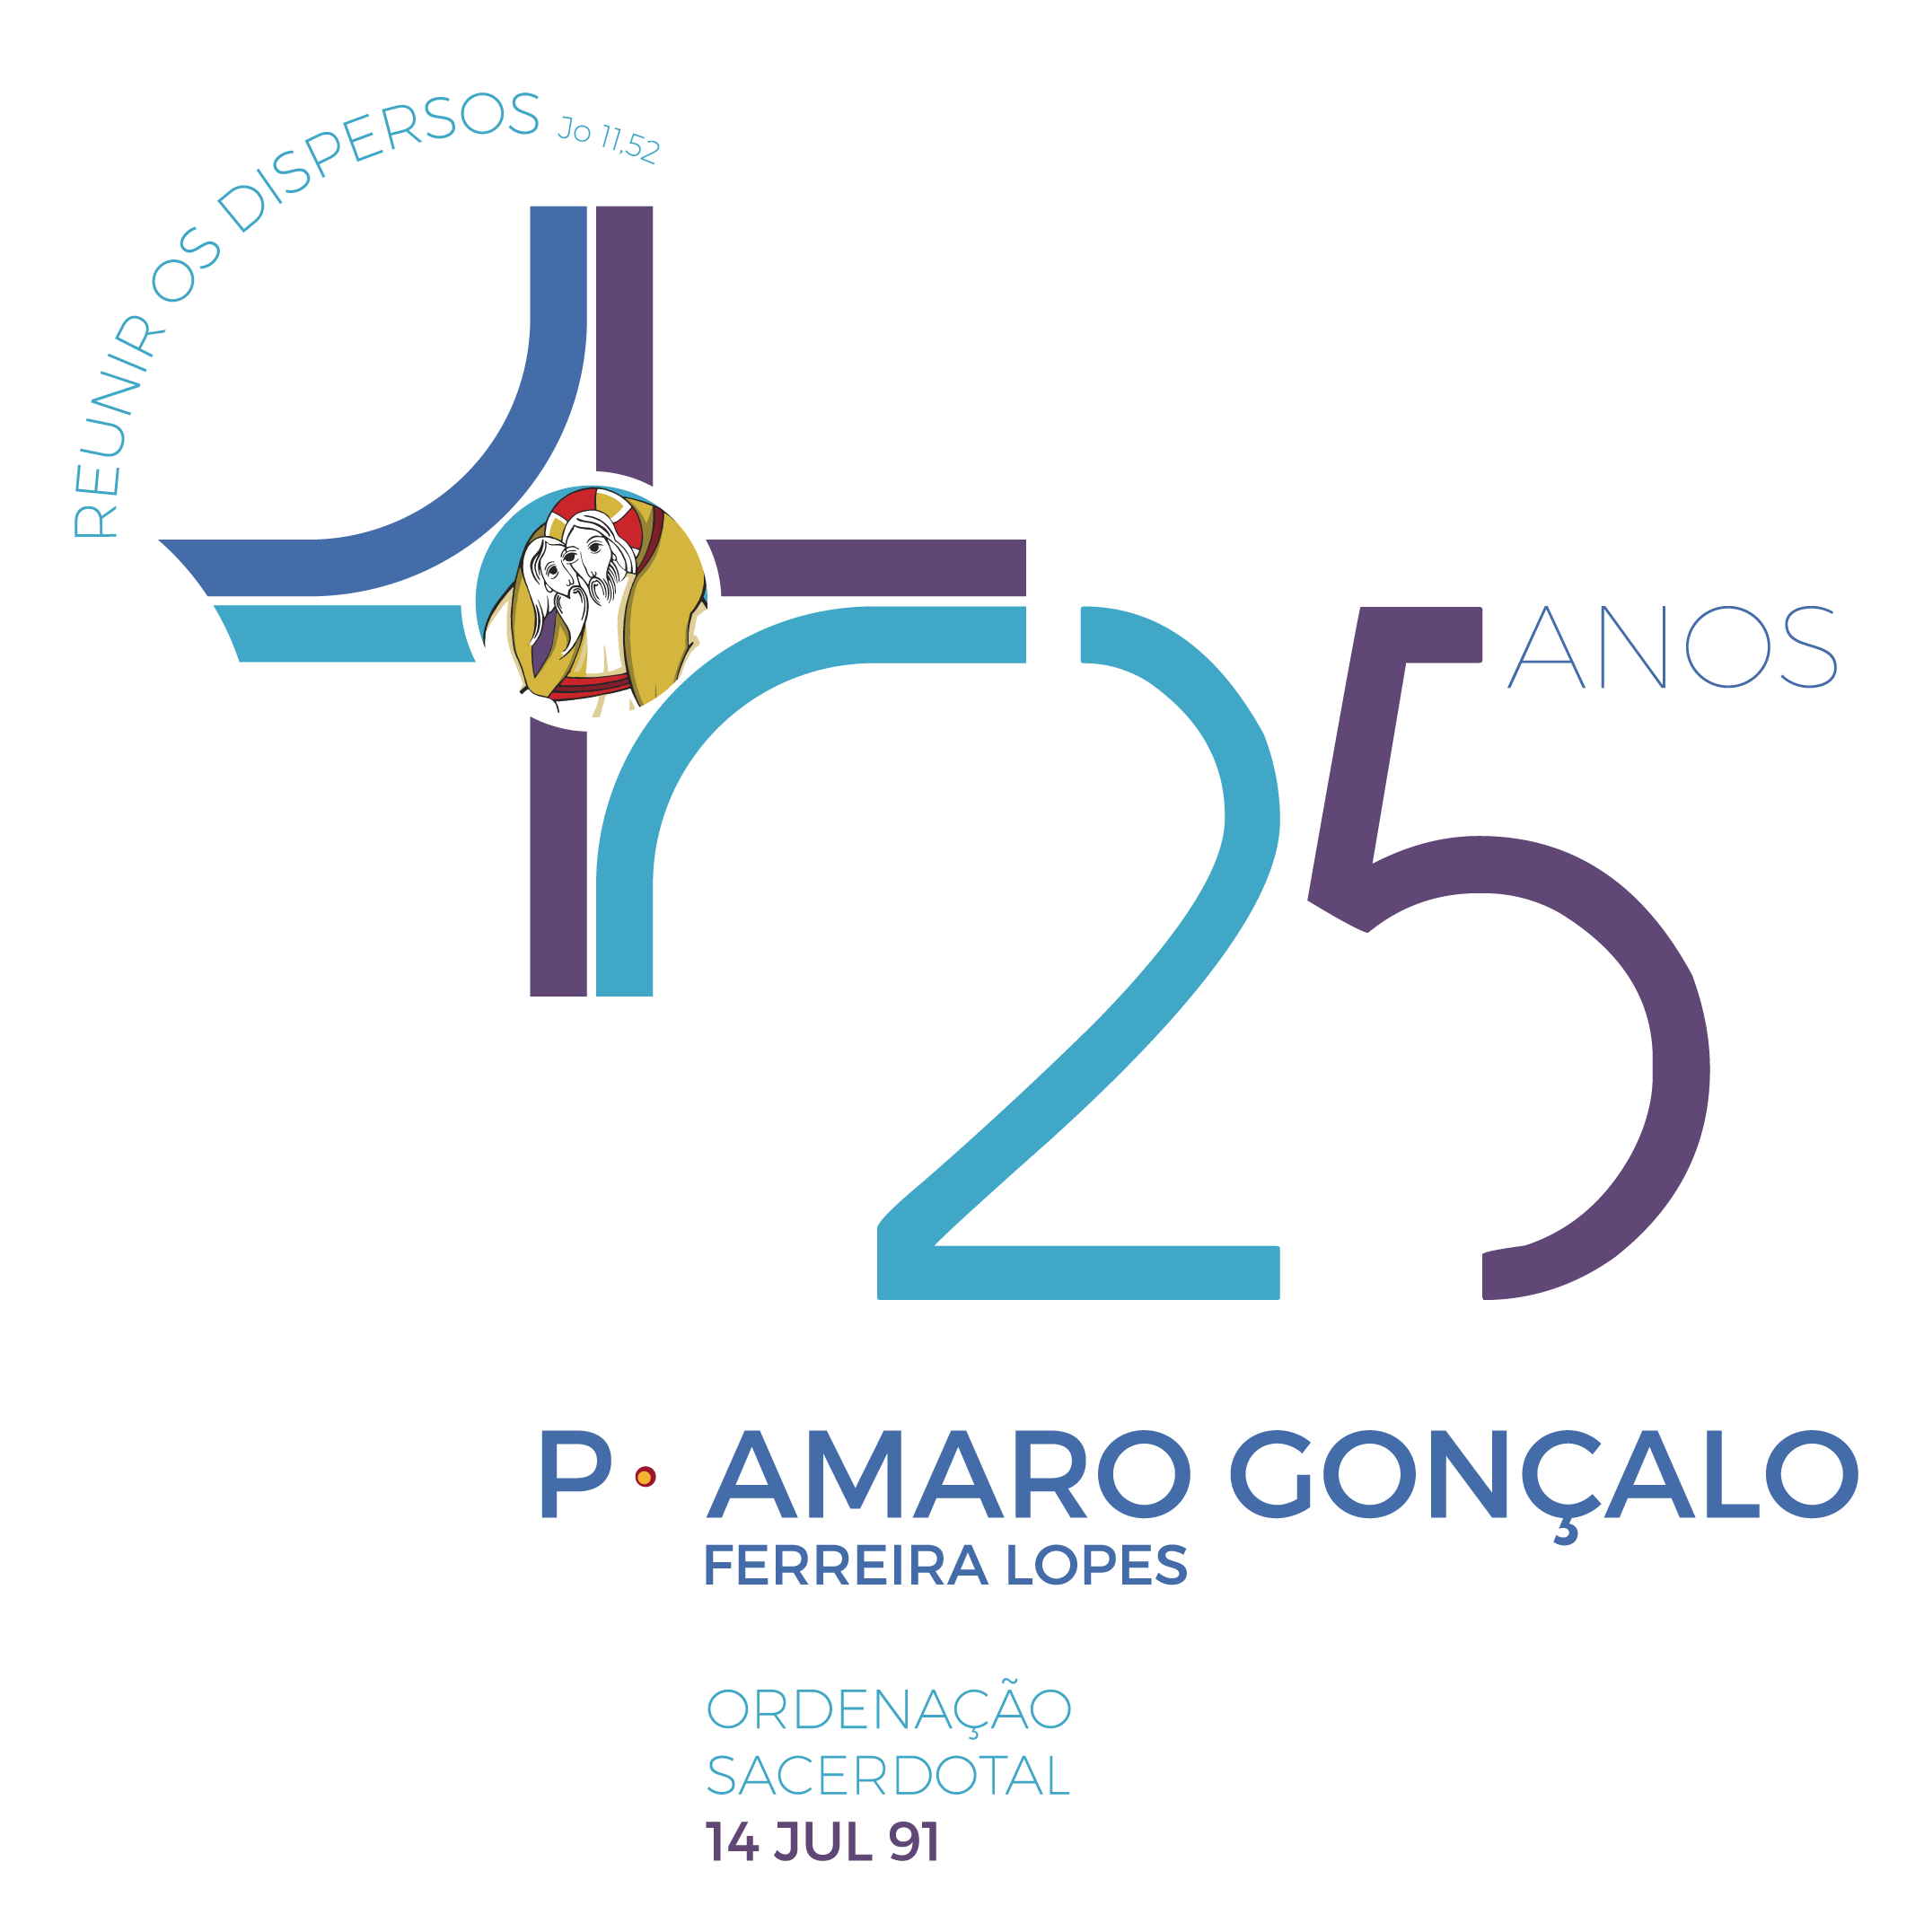 REUNIR OS DISPERSOS Jo 11,52
25 ANOS
P. AMARO GONÇALO
FERREIRA LOPES
ORDENAÇÃO
SACERDOTAL
14 JUL 91